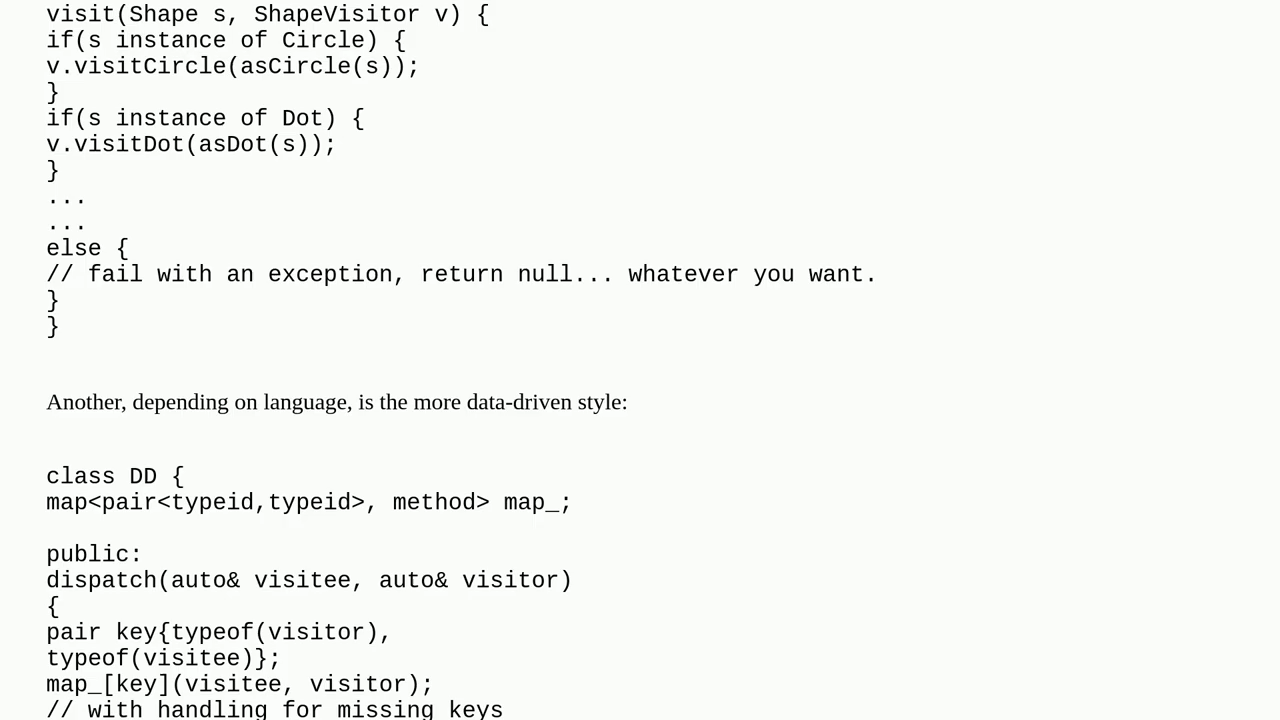 visit(Shape s, ShapeVisitor v) {
if(s instance of Circle) {
v.visitCircle(asCircle(s));
}
if(s instance of Dot) {
v.visitDot(asDot(s));
}
...
...
else {
// fail with an exception, return null... whatever you want.
}
}
Another, depending on language, is the more data-driven style:
class DD {
map<pair<typeid,typeid>, method> map_;
public:
dispatch(auto& visitee, auto& visitor)
{
pair key{typeof(visitor),
typeof(visitee)};
map_[key](visitee, visitor);
// with handling for missing keys